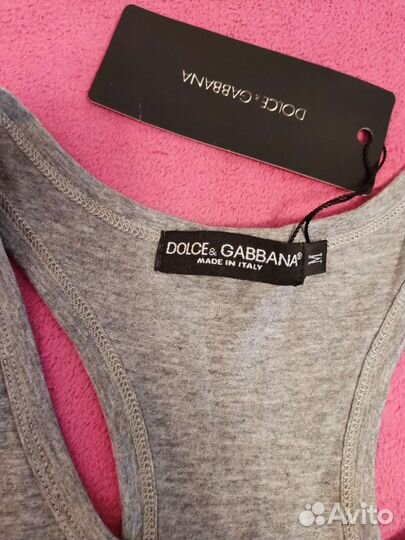 DOLCE & GABBANA
DOLCE & GABBANA®
MADE IN ITALY
M
Avito